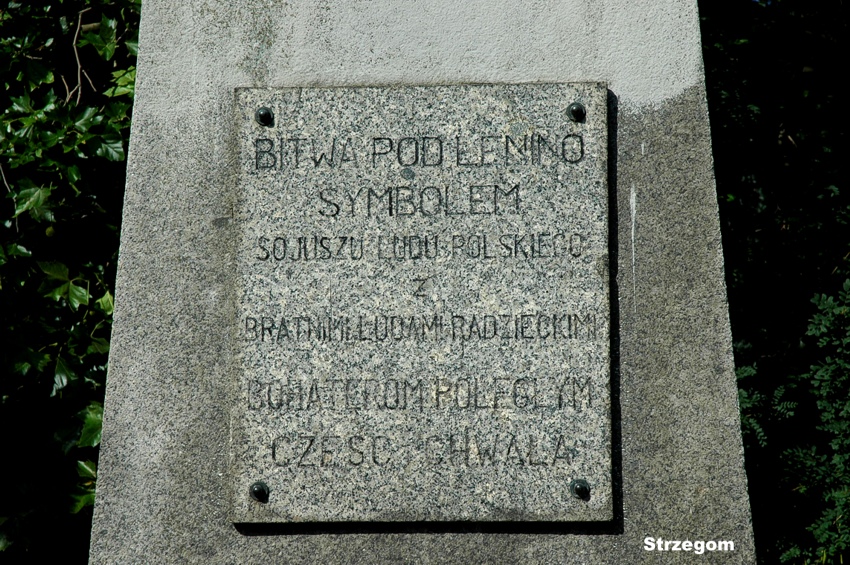 BITWA POD LENINO
SYMBOLEM
SOJUSZU LUDU POLSKIEGO
Z
BRATNIMI LUDAMI RADZIECKIMI
BOHATEROM POLEGŁYM
CZEŚĆ I CHWAŁA
Strzegom